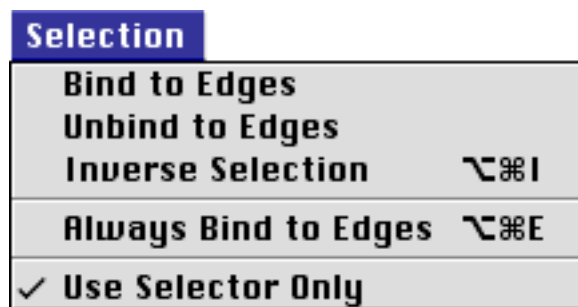 Selection
Bind to Edges
Unbind to Edges
Inverse Selection ⌥⌘I
Always Bind to Edges ⌥⌘E
✓ Use Selector Only